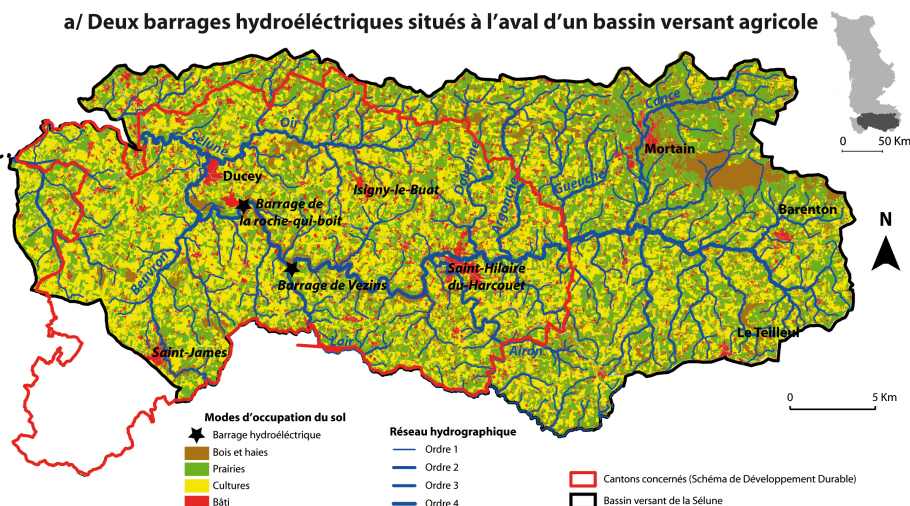 a/ Deux barrages hydroéléctriques situés à l'aval d'un bassin versant agricole
0 50 Km
Cance
Sélune
Oir
Mortain
Ducey
Isigny-le-Buat
Douenne
Argonce
Gueuche
Barrage de
la roche-qui-boit
Barenton
N
Beuvron
Barrage de Vezins
Saint-Hilaire
du-Harcouët
Le Teilleul
Lair
Airon
Saint-James
0 5 Km
Modes d'occupation du sol
Barrage hydroéléctrique
Bois et haies
Prairies
Cultures
Bâti
Réseau hydrographique
Ordre 1
Ordre 2
Ordre 3
Ordre 4
Cantons concernés (Schéma de Développement Durable)
Bassin versant de la Sélune